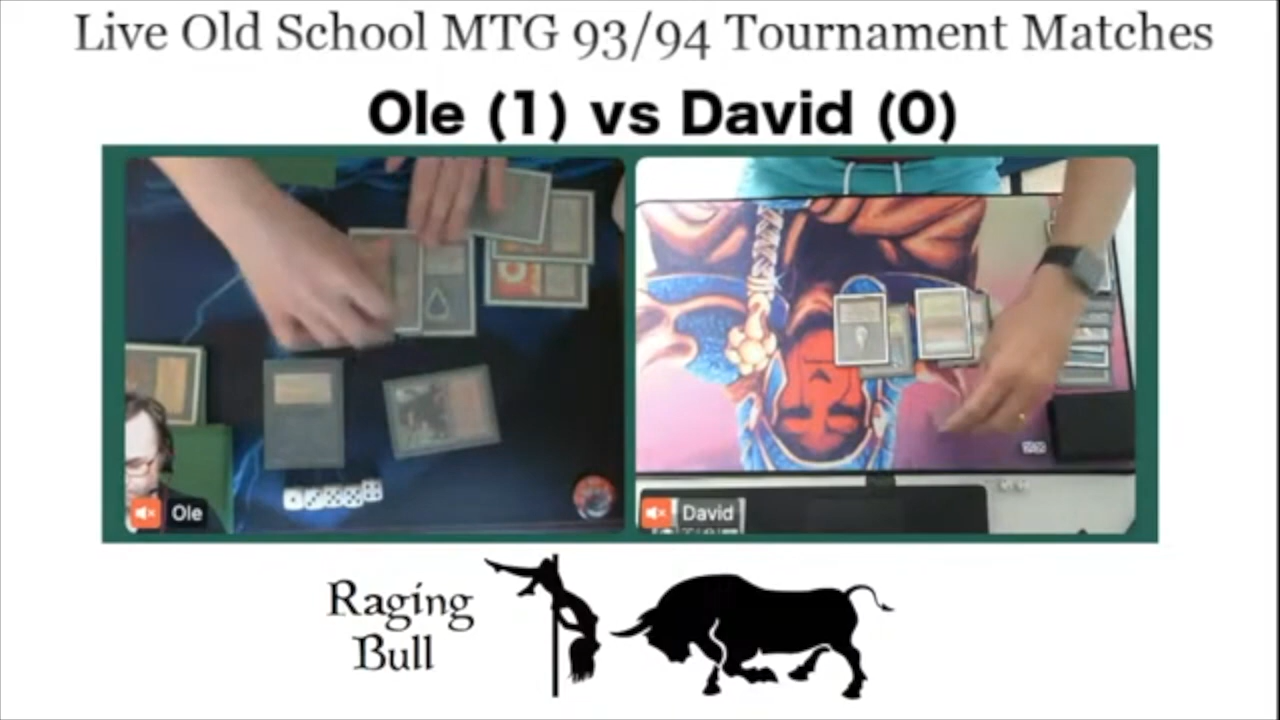 Live Old School MTG 93/94 Tournament Matches
Ole (1) vs David (0)
Ole
David
Raging
Bull